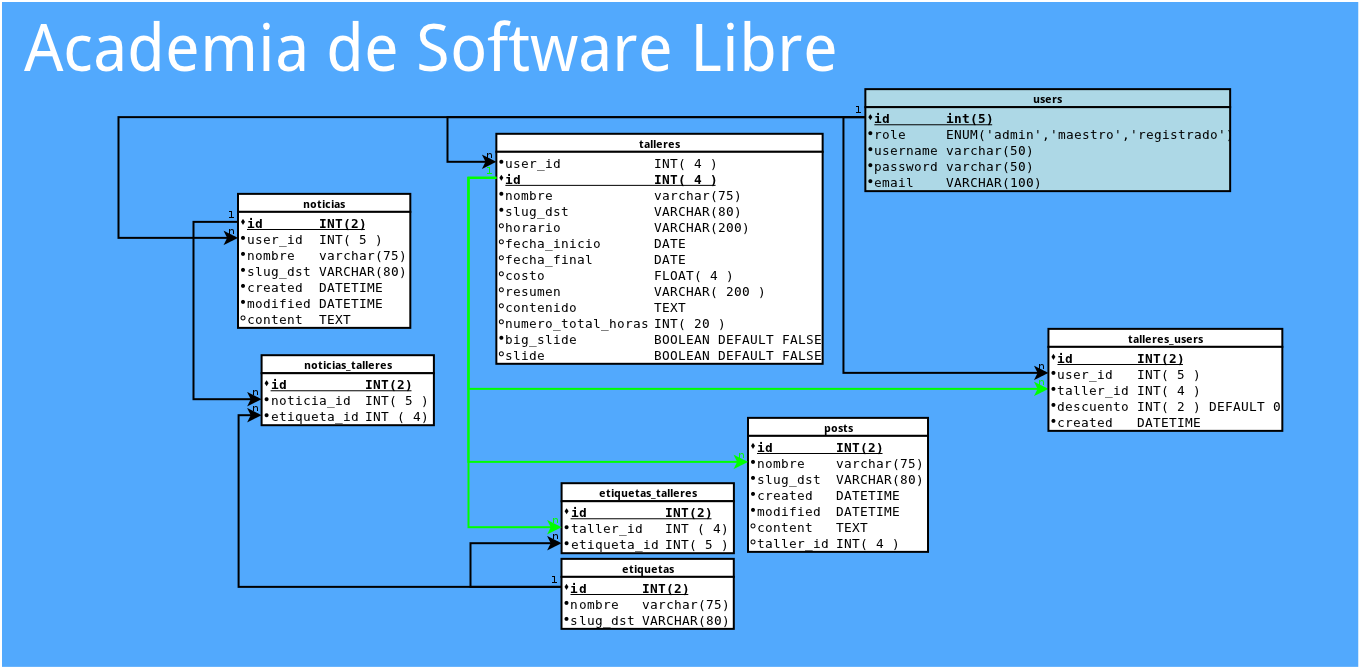 Academia de Software Libre
users
id int(5)
role ENUM('admin','maestro','registrado')
username varchar(50)
password varchar(50)
email VARCHAR(100)
1
talleres
user_id INT( 4 )
id INT( 4 )
nombre varchar(75)
slug_dst VARCHAR(80)
horario VARCHAR(200)
fecha_inicio DATE
fecha_final DATE
costo FLOAT( 4 )
resumen VARCHAR( 200 )
contenido TEXT
numero_total_horas INT( 20 )
big_slide BOOLEAN DEFAULT FALSE
slide BOOLEAN DEFAULT FALSE
n
noticias
1
id INT(2)
n
user_id INT( 5 )
nombre varchar(75)
slug_dst VARCHAR(80)
created DATETIME
modified DATETIME
content TEXT
noticias_talleres
id INT(2)
n
noticia_id INT( 5 )
n
etiqueta_id INT ( 4)
talleres_users
id INT(2)
n
user_id INT( 5 )
taller_id INT( 4 )
descuento INT( 2 ) DEFAULT 0
created DATETIME
posts
id INT(2)
nombre varchar(75)
slug_dst VARCHAR(80)
created DATETIME
modified DATETIME
content TEXT
taller_id INT( 4 )
etiquetas_talleres
id INT(2)
taller_id INT ( 4)
n
etiqueta_id INT( 5 )
etiquetas
1
id INT(2)
nombre varchar(75)
slug_dst VARCHAR(80)